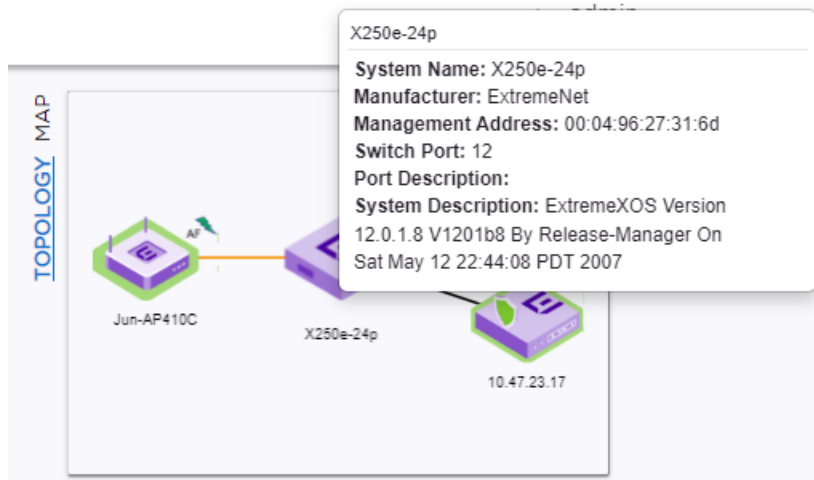 X250e-24p
System Name: X250e-24p
Manufacturer: ExtremeNet
Management Address: 00:04:96:27:31:6d
Switch Port: 12
Port Description:
System Description: ExtremeXOS Version
12.0.1.8 V1201b8 By Release-Manager On
Sat May 12 22:44:08 PDT 2007
TOPOLOGY MAP
AF
Jun-AP410C
X250e-24p
10.47.23.17